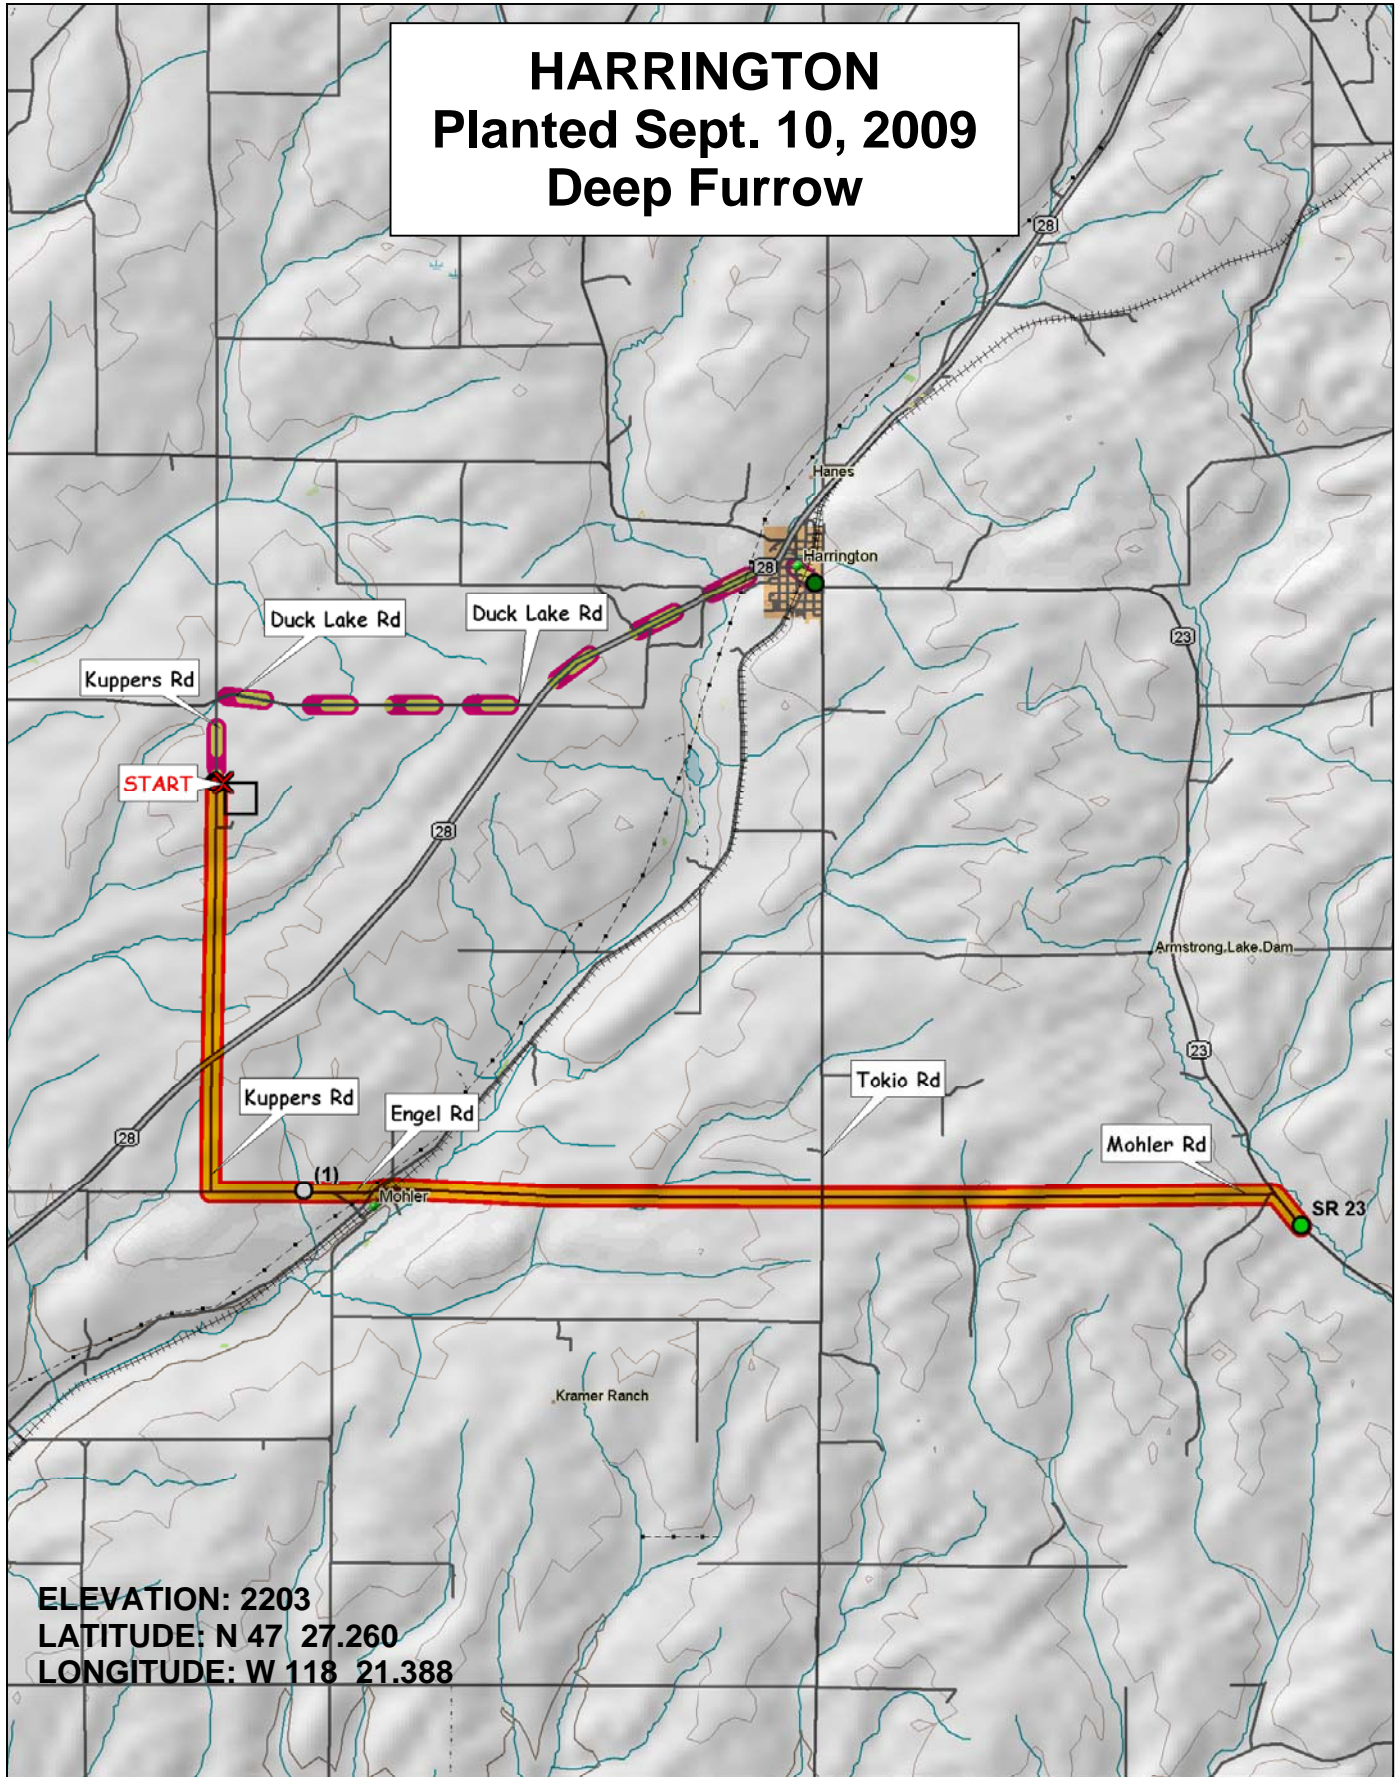 HARRINGTON
Planted Sept. 10, 2009
Deep Furrow
28
Hanes
Harrington
28
Duck Lake Rd
Duck Lake Rd
23
Kuppers Rd
START
28
Armstrong Lake Dam
23
Tokio Rd
Kuppers Rd
Engel Rd
28
Mohler Rd
(1)
Mohler
SR 23
Kramer Ranch
ELEVATION: 2203
LATITUDE: N 47 27.260
LONGITUDE: W 118 21.388